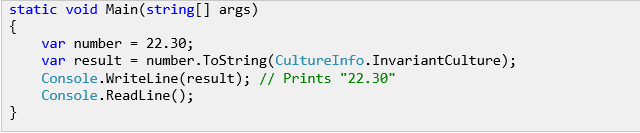 static void Main(string[] args)
{
    var number = 22.30;
    var result = number.ToString(CultureInfo.InvariantCulture);
    Console.WriteLine(result); // Prints "22.30"
    Console.ReadLine();
}